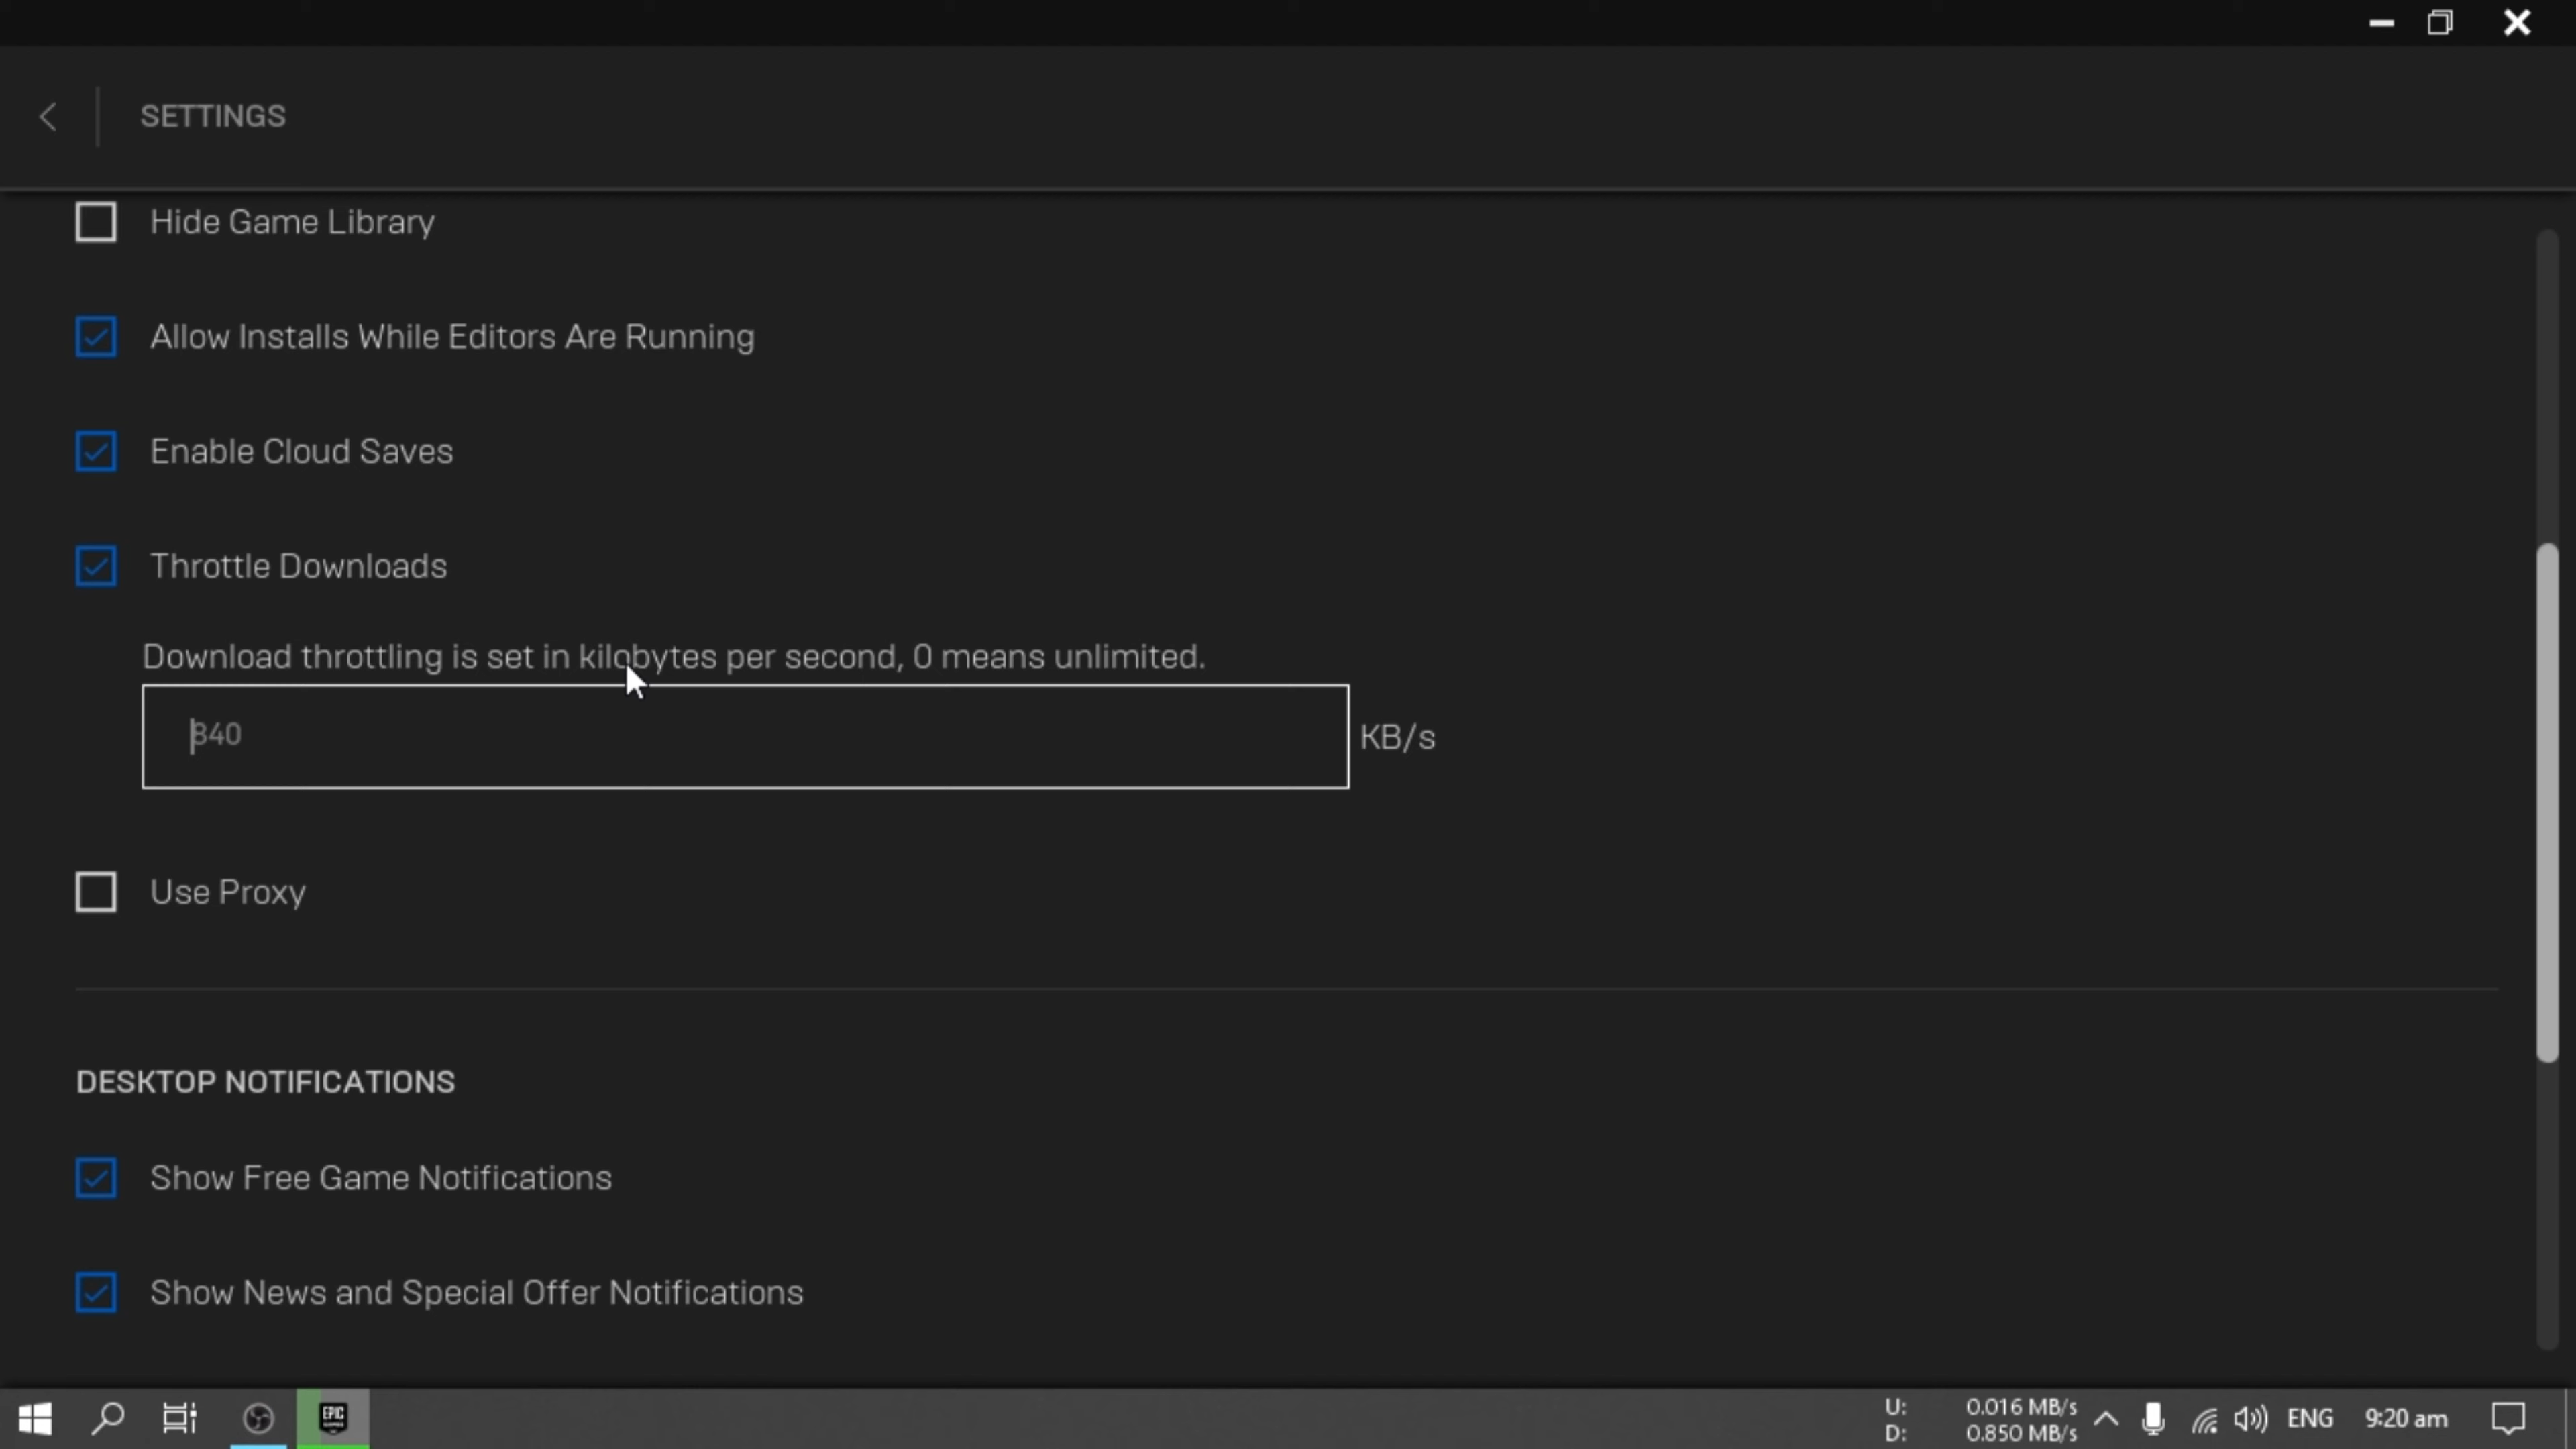 SETTINGS
Hide Game Library
Allow Installs While Editors Are Running
Enable Cloud Saves
Throttle Downloads
Download throttling is set in kilobytes per second, 0 means unlimited.
840
KB/s
Use Proxy
DESKTOP NOTIFICATIONS
Show Free Game Notifications
Show News and Special Offer Notifications
EPIC
U: 0.016 MB/s
D: 0.850 MB/s
ENG
9:20 am